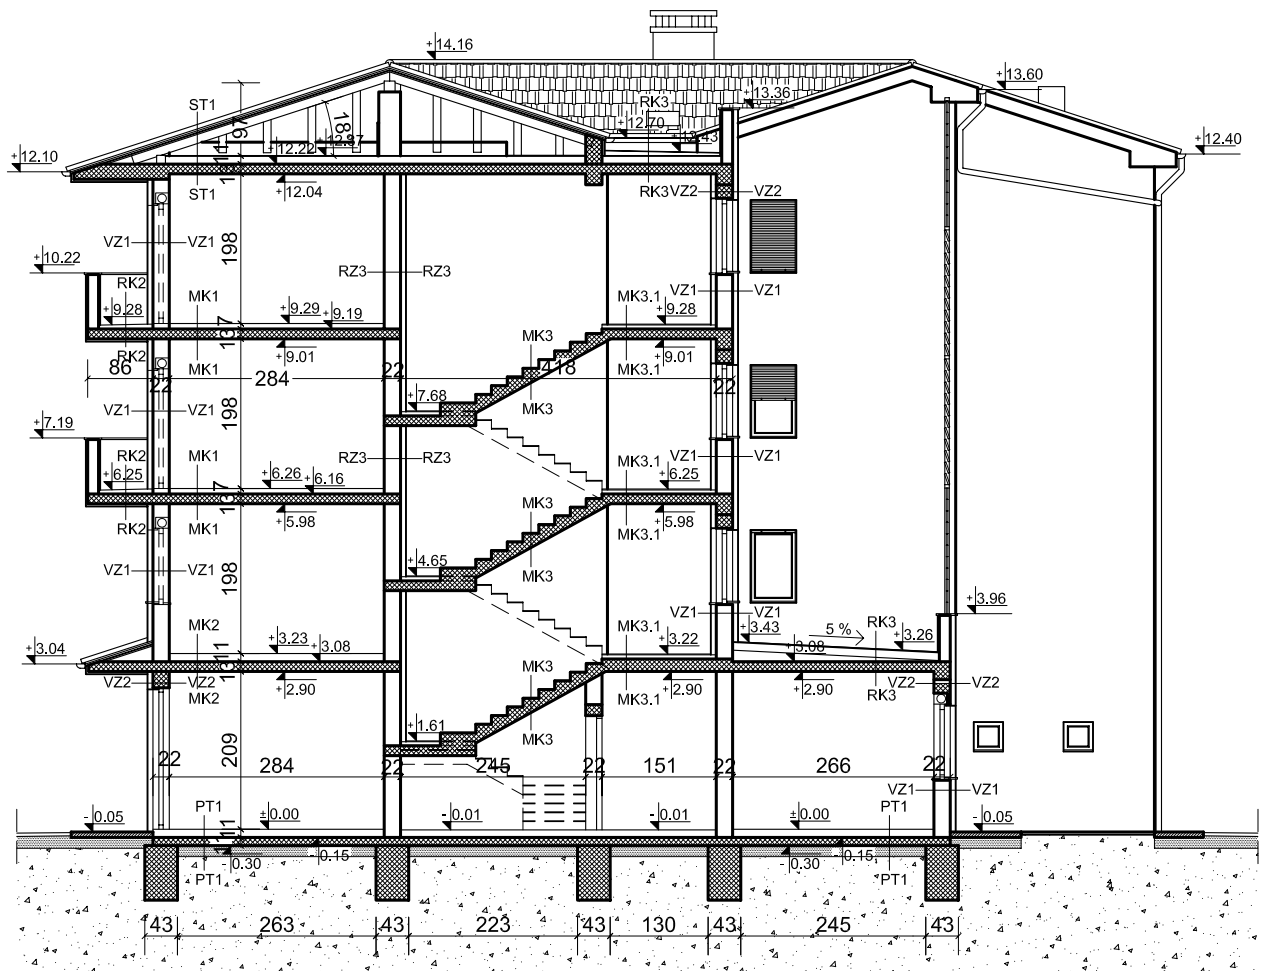 +14.16
+13.60
ST1
RK3
+13.36
97
18°
+12.70
+13.43
+12.40
+12.10
+12.22
ST1
+12.04
RK3
VZ2
VZ2
VZ1
VZ1
198
RZ3
RZ3
+10.22
RK2
MK1
MK3.1
VZ1
VZ1
+9.28
+9.29
+9.19
+9.28
MK3
RK2
MK1
+9.01
MK3.1
+9.01
86
22
284
22
418
22
VZ1
VZ1
198
+7.68
MK3
+7.19
RK2
MK1
RZ3
RZ3
MK3.1
VZ1
VZ1
+6.25
+6.26
+6.16
+6.25
MK3
RK2
MK1
+5.98
MK3.1
+5.98
VZ1
VZ1
198
+4.65
MK3
+3.96
VZ1
VZ1
MK2
MK3.1
+3.43
5 %
RK3
+3.26
+3.04
+3.23
+3.08
+3.22
+3.08
11
MK3
VZ2
VZ2
MK2
+2.90
MK3.1
+2.90
+2.90
RK3
VZ2
VZ2
+1.61
MK3
209
22
284
22
245
22
151
22
266
22
VZ1
VZ1
-0.05
PT1
±0.00
-0.01
-0.01
±0.00
PT1
-0.05
11
-0.30
-0.15
-0.30
-0.15
PT1
PT1
43
263
43
223
43
130
43
245
43